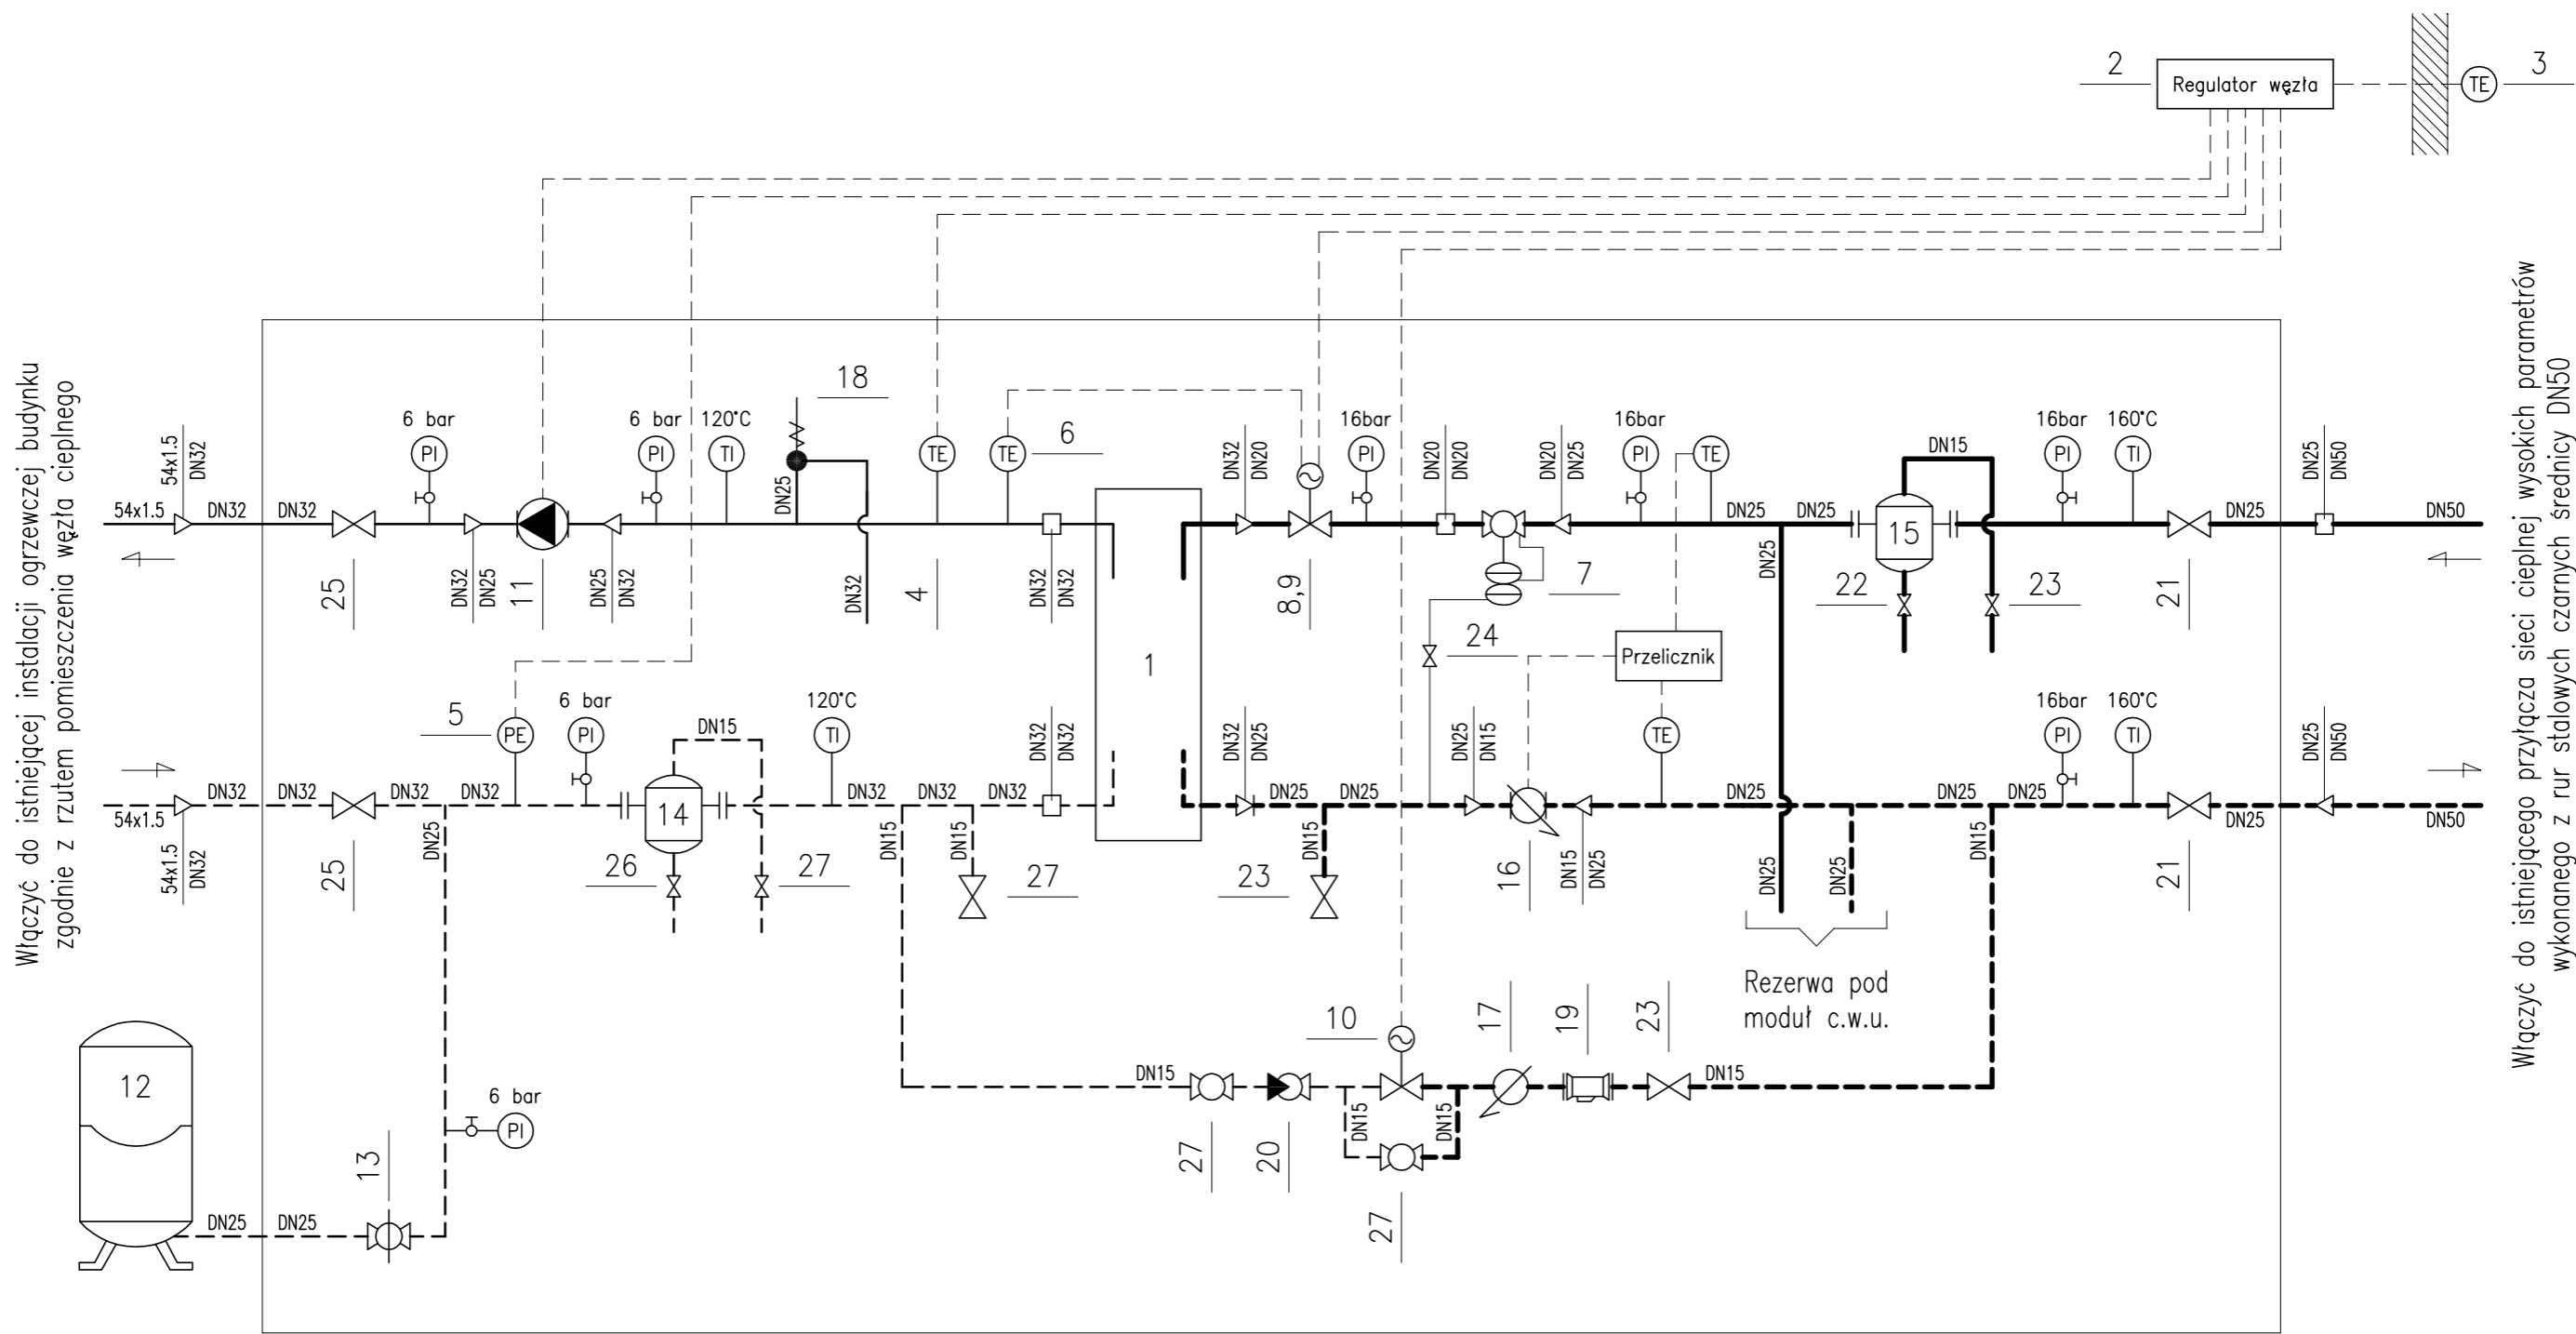 2
Regulator węzła
TE
3
Włączyć do istniejącej instalacji ogrzewczej budynku
zgodnie z rzutem pomieszczenia węzła cieplnego
Włączyć do istniejącego przyłącza sieci cieplnej wysokich parametrów
wykonanego z rur stalowych czarnych średnicy DN50
18
6 bar
6 bar
120°C
6
16bar
16bar
16bar
160°C
54x1.5
DN32
PI
PI
TI
TE
TE
DN32
DN20
PI
DN20
DN20
DN20
DN25
PI
TE
DN15
PI
TI
DN25
DN50
54x1.5
DN32
DN32
DN25
DN25
DN25
15
DN25
DN50
25
DN32
DN25
11
DN25
DN32
DN32
4
DN32
DN32
8,9
7
DN25
22
23
21
24
Przelicznik
1
5
PE
6 bar
PI
DN15
120°C
TI
DN32
DN32
DN32
DN25
DN25
DN15
TE
16bar
PI
160°C
TI
DN25
DN50
54x1.5
DN32
DN32
DN32
DN32
14
DN32
DN32
DN32
DN25
DN25
DN25
DN25
DN25
DN25
DN50
54x1.5
DN32
25
DN25
26
27
DN15
DN15
27
23
DN15
16
DN15
DN25
DN25
DN25
DN15
21
Rezerwa pod
moduł c.w.u.
12
10
17
19
23
DN15
DN15
6 bar
PI
13
27
20
DN15
DN15
27
DN25
DN25